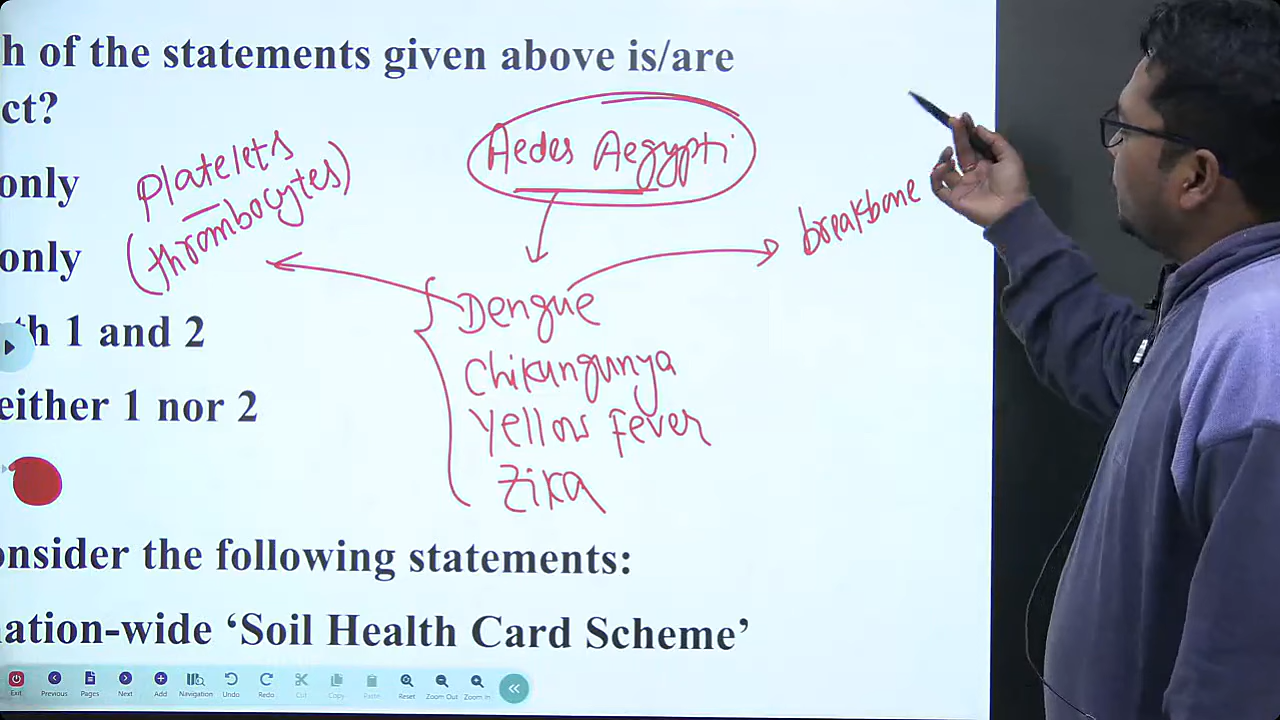 h of the statements given above is/are
ct?
only
only
th 1 and 2
either 1 nor 2
Platelets
(thrombocytes)
Aedes Aegypti
breakbone
Dengue
Chikungunya
Yellow Fever
Zika
onsider the following statements:
nation-wide ‘Soil Health Card Scheme’
Exit Previous Pages Next Add Navigation Undo Redo Cut Copy Paste Reset Zoom Out Zoom In